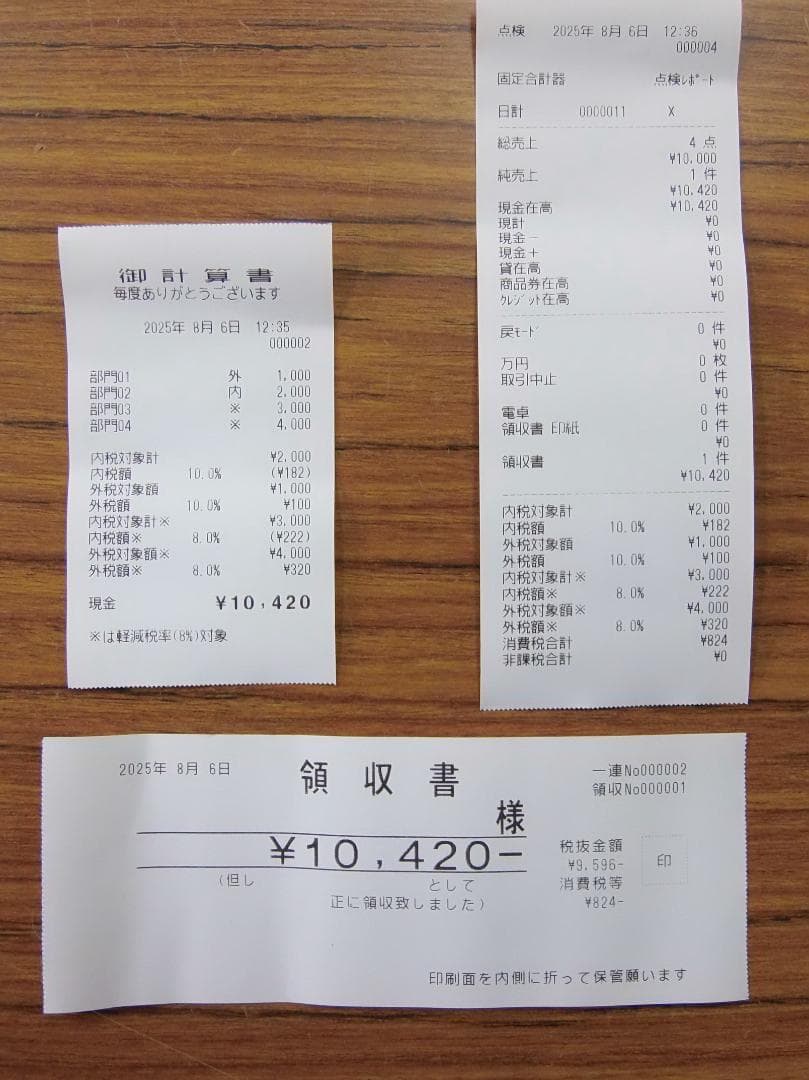 御計算書
毎度ありがとうございます
2025年 8月 6日 12:35
000002
部門01 外 1,000
部門02 内 2,000
部門03 ※ 3,000
部門04 ※ 4,000
内税対象計 ¥2,000
内税額 10.0% (¥182)
外税対象額 ¥1,000
外税額 10.0% ¥100
内税対象計※ ¥3,000
内税額※ 8.0% (¥222)
外税対象額※ ¥4,000
外税額※ 8.0% ¥320
現金 ¥10,420
※は軽減税率(8%)対象
点検 2025年 8月 6日 12:36
000004
固定合計器 点検レポート
日計 0000011 X
総売上 4 点
¥10,000
純売上 1 件
¥10,420
現金在高 ¥10,420
現計 ¥0
現金－ ¥0
現金＋ ¥0
貸在高 ¥0
商品券在高 ¥0
クレジット在高 ¥0
戻モード 0 件
¥0
万円 0 枚
取引中止 0 件
¥0
電卓 0 件
領収書 印紙 0 件
¥0
領収書 1 件
¥10,420
内税対象計 ¥2,000
内税額 10.0% ¥182
外税対象額 ¥1,000
外税額 10.0% ¥100
内税対象計※ ¥3,000
内税額※ 8.0% ¥222
外税対象額※ ¥4,000
外税額※ 8.0% ¥320
消費税合計 ¥824
非課税合計 ¥0
2025年 8月 6日 領収書 一連No000002
領収No000001
様
¥10,420－
税抜金額
¥9,596-
消費税等
¥824-
印
(但し として
正に領収致しました)
印刷面を内側に折って保管願います